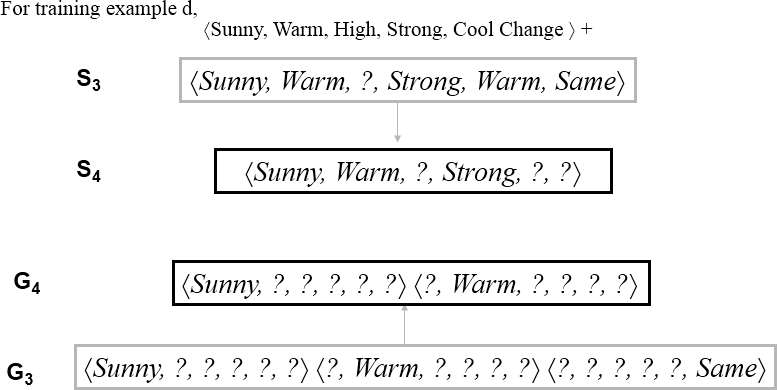 For training example d,
⟨Sunny, Warm, High, Strong, Cool Change ⟩ +
S₃
⟨Sunny, Warm, ?, Strong, Warm, Same⟩
S₄
⟨Sunny, Warm, ?, Strong, ?, ?⟩
G₄
⟨Sunny, ?, ?, ?, ?, ?⟩ ⟨?, Warm, ?, ?, ?, ?⟩
G₃
⟨Sunny, ?, ?, ?, ?, ?⟩ ⟨?, Warm, ?, ?, ?, ?⟩ ⟨?, ?, ?, ?, ?, Same⟩